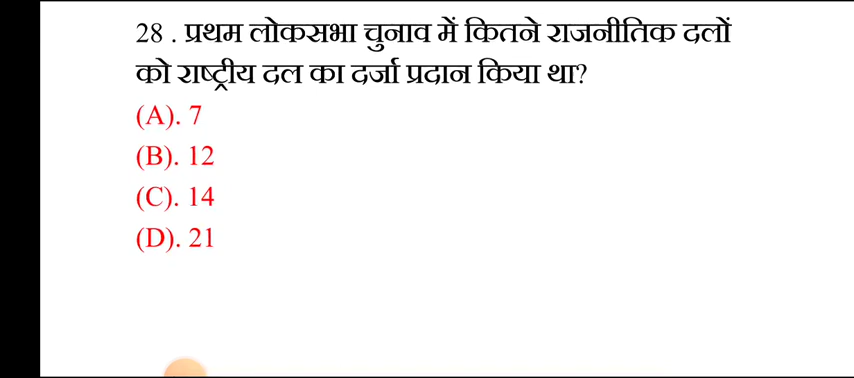 28 . प्रथम लोकसभा चुनाव में कितने राजनीतिक दलों
को राष्ट्रीय दल का दर्जा प्रदान किया था?
(A). 7
(B). 12
(C). 14
(D). 21